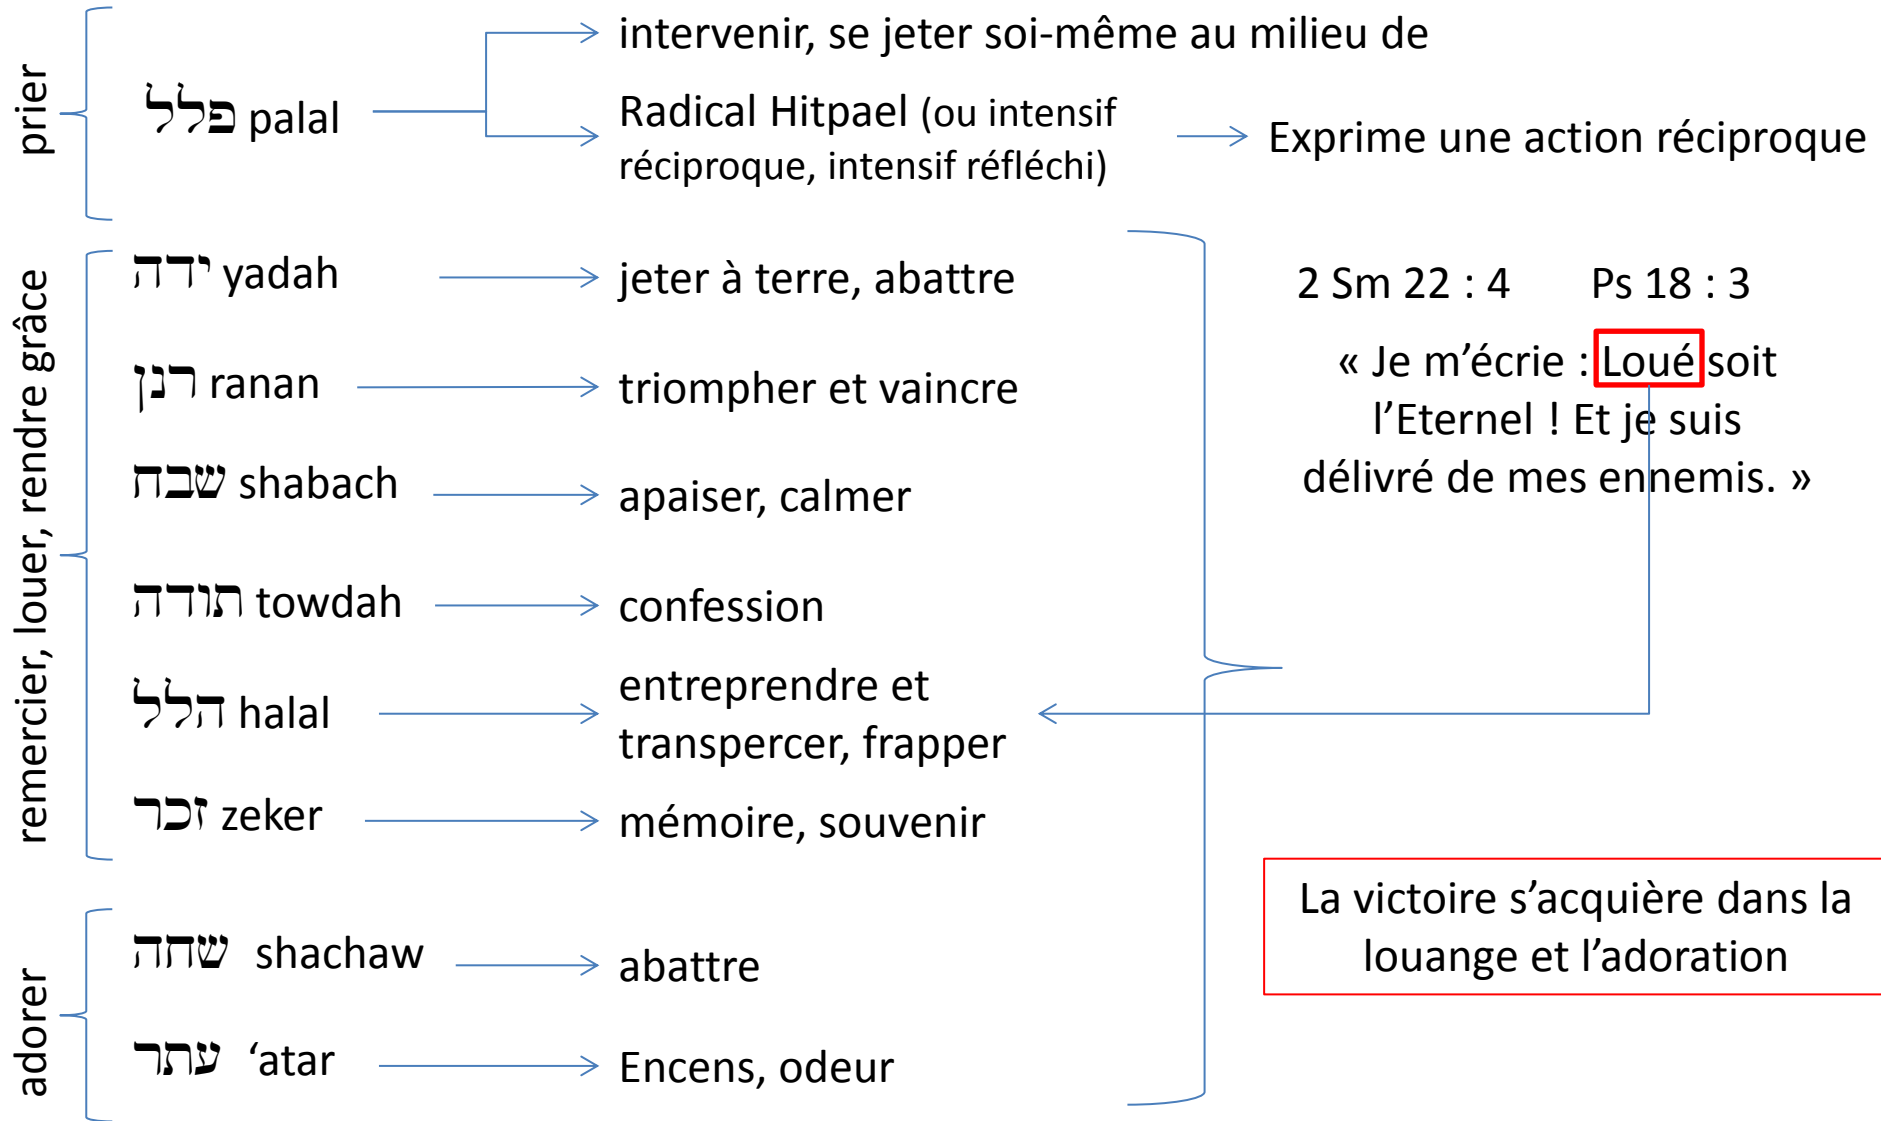 prier
פלל palal
intervenir, se jeter soi-même au milieu de
Radical Hitpael (ou intensif
réciproque, intensif réfléchi)
Exprime une action réciproque
remercier, louer, rendre grâce
ידה yadah
jeter à terre, abattre
רנן ranan
triompher et vaincre
שבח shabach
apaiser, calmer
תודה towdah
confession
הלל halal
entreprendre et
transpercer, frapper
זכר zeker
mémoire, souvenir
2 Sm 22 : 4 Ps 18 : 3
« Je m’écrie : Loué soit
l’Eternel ! Et je suis
délivré de mes ennemis. »
adorer
שחה shachaw
abattre
עתר ‘atar
Encens, odeur
La victoire s’acquière dans la
louange et l’adoration